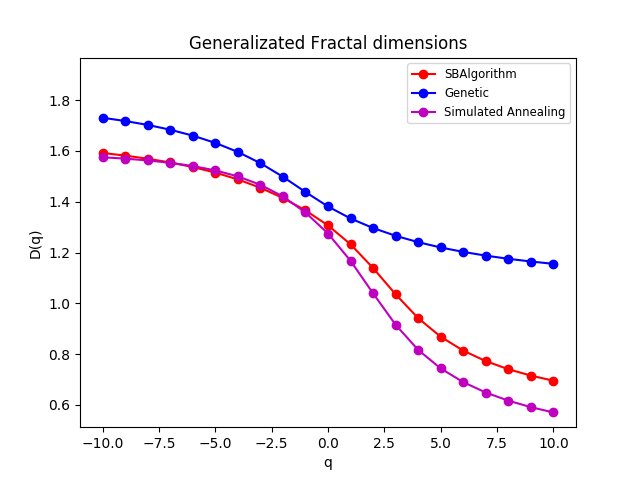 Generalizated Fractal dimensions
SBAlgorithm
Genetic
Simulated Annealing
D(q)
1.8
1.6
1.4
1.2
1.0
0.8
0.6
−10.0 −7.5 −5.0 −2.5 0.0 2.5 5.0 7.5 10.0
q